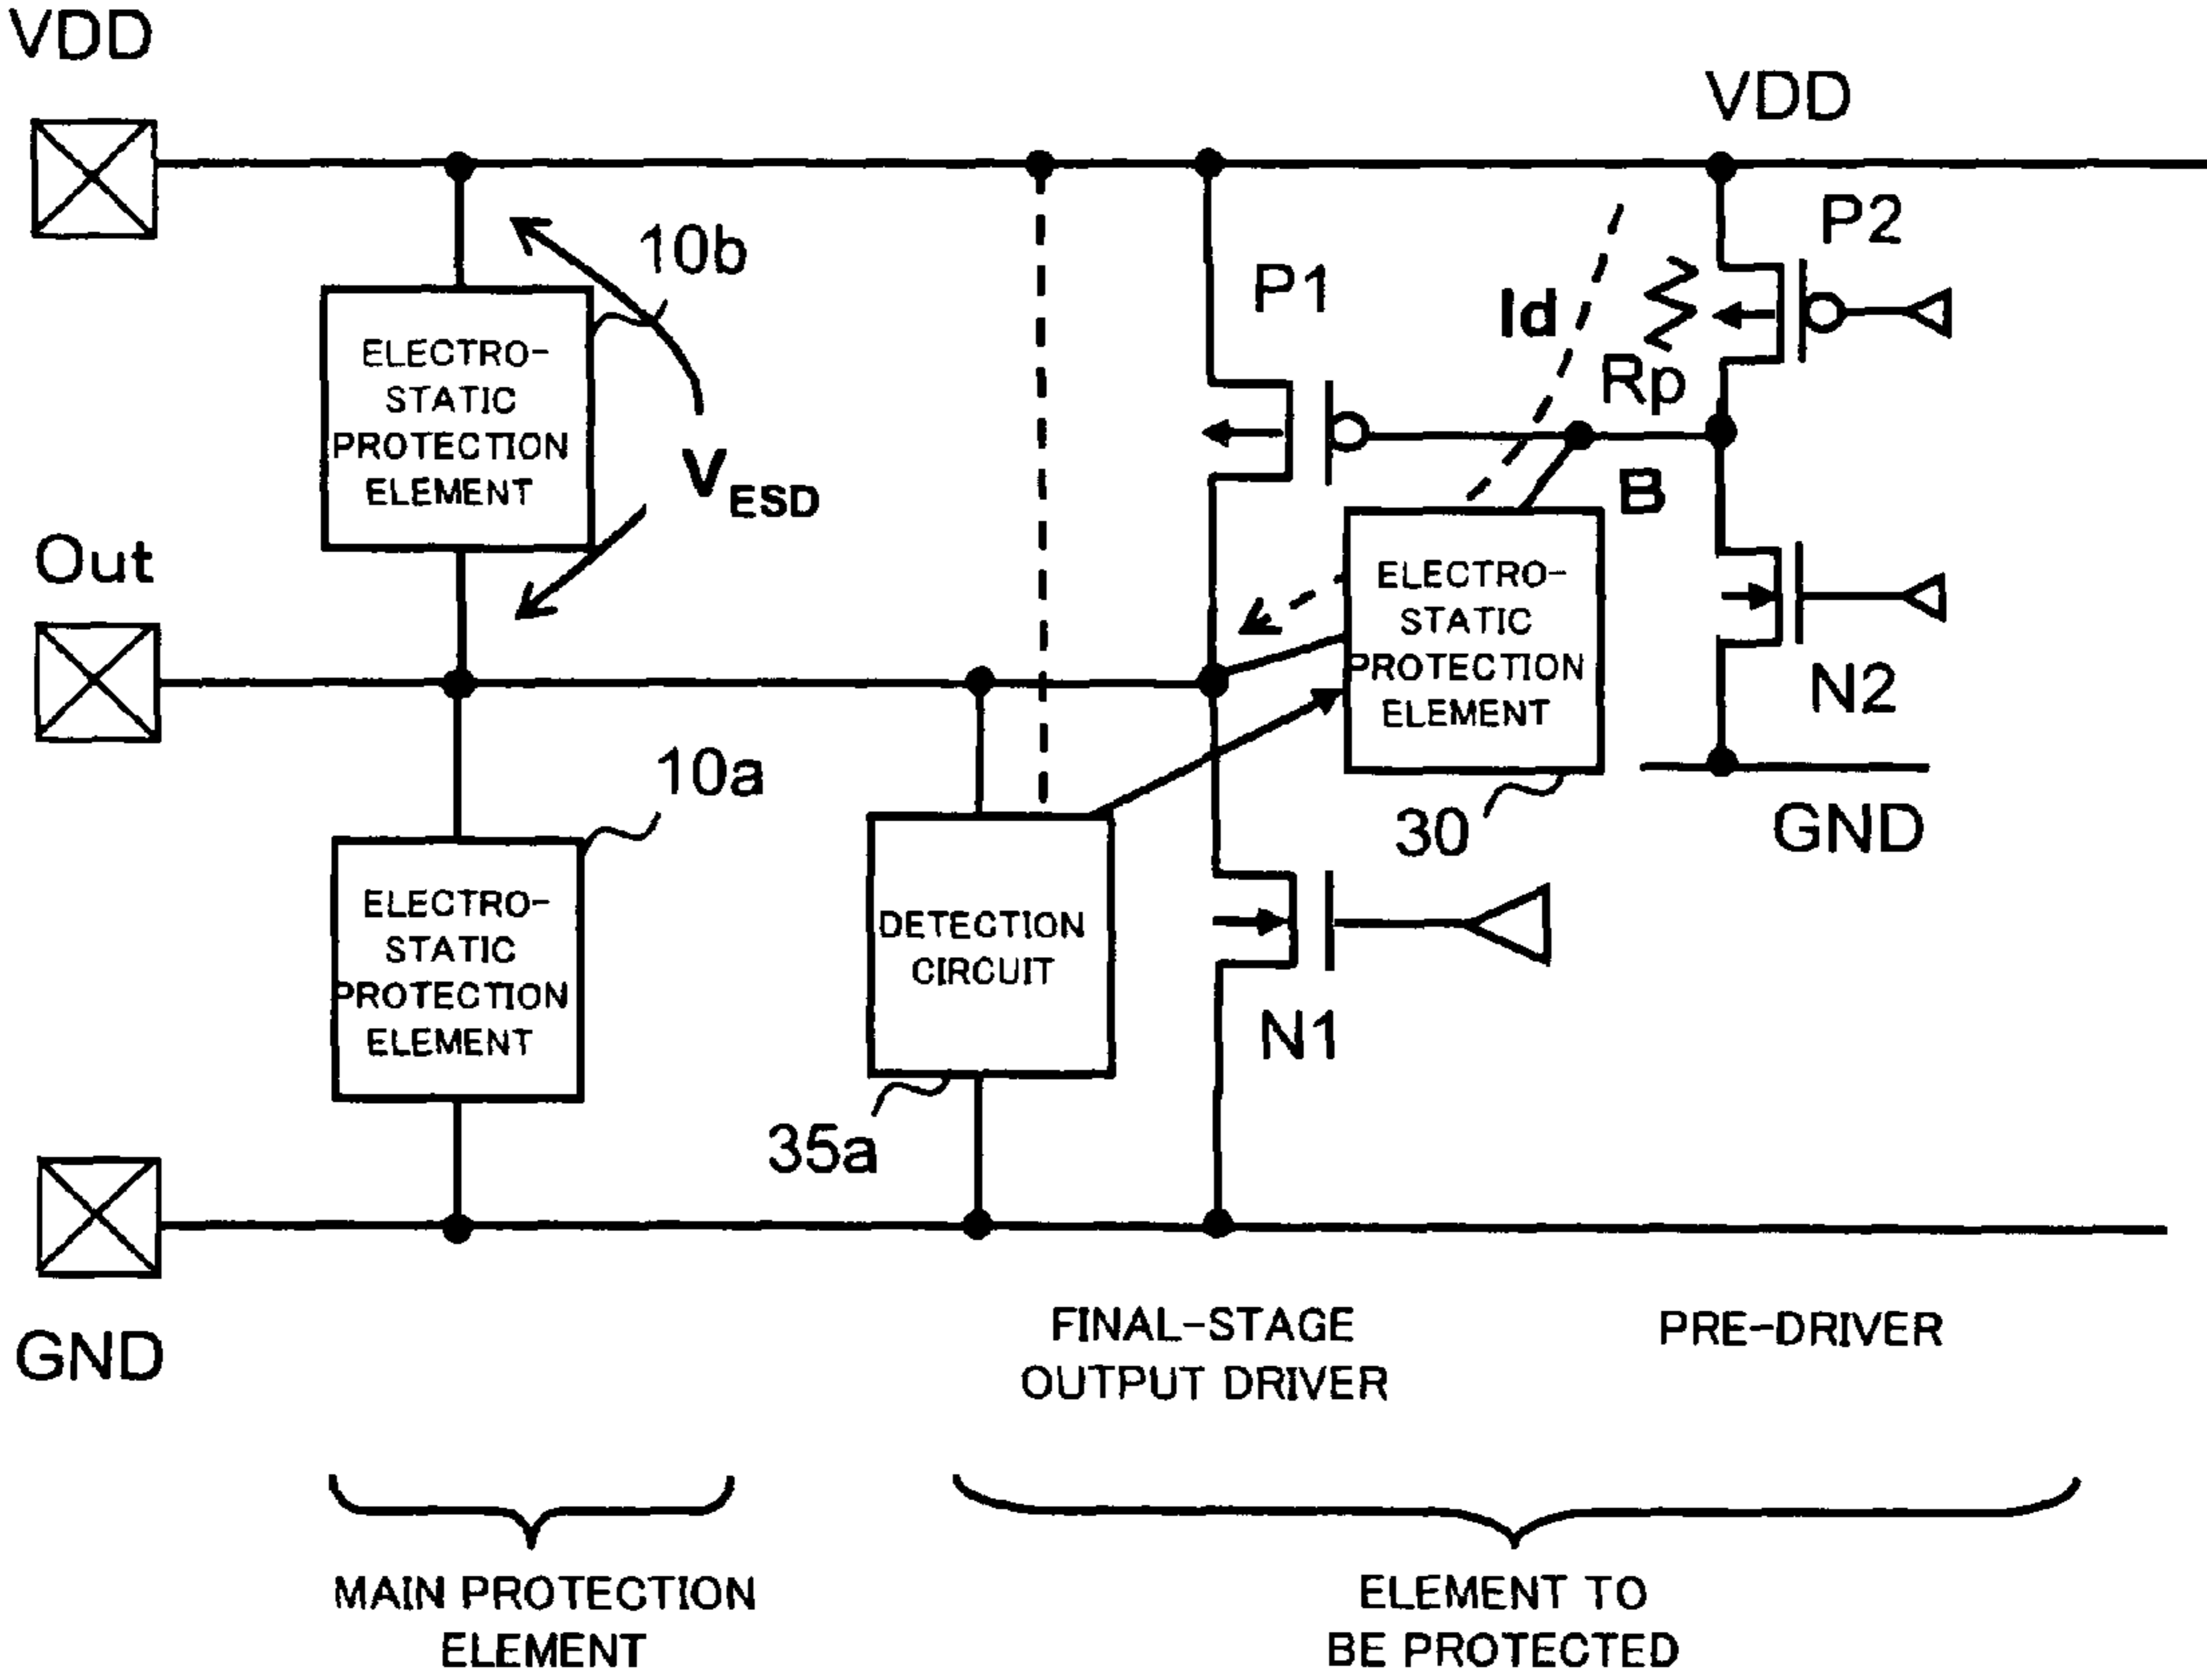 VDD
VDD
10b
P2
P1
Id
Rp
ELECTRO-
STATIC
PROTECTION
ELEMENT
VESD
B
Out
ELECTRO-
STATIC
PROTECTION
ELEMENT
N2
10a
30
GND
ELECTRO-
STATIC
PROTECTION
ELEMENT
DETECTION
CIRCUIT
N1
35a
GND
FINAL-STAGE
OUTPUT DRIVER
PRE-DRIVER
MAIN PROTECTION
ELEMENT
ELEMENT TO
BE PROTECTED